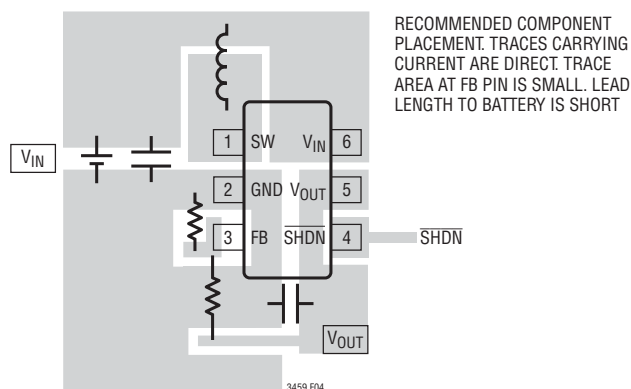 RECOMMENDED COMPONENT
PLACEMENT. TRACES CARRYING
CURRENT ARE DIRECT. TRACE
AREA AT FB PIN IS SMALL. LEAD
LENGTH TO BATTERY IS SHORT
1 SW VIN 6
VIN
2 GND VOUT 5
3 FB SHDN 4 SHDN
VOUT
3459 F04